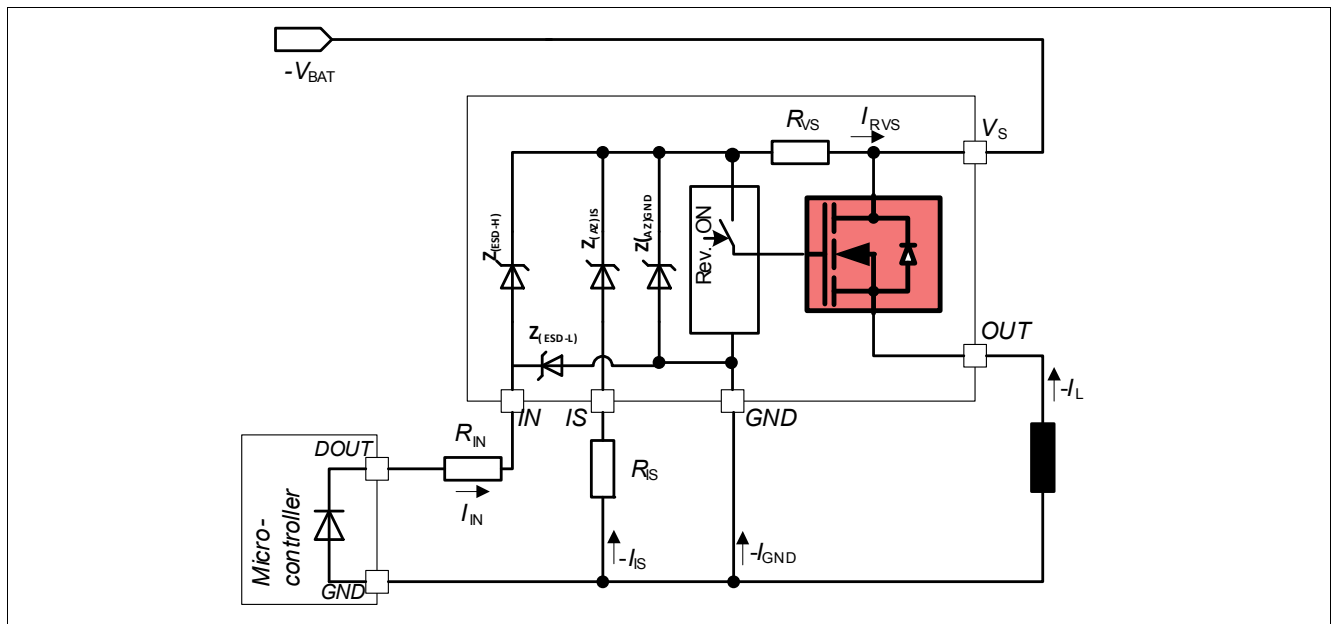 -VBAT
RVS
IRVS
VS
Z(ESD-H)
Z(AZ)IS
Z(AZ)GND
Rev. ON
Z(ESD-L)
OUT
-IL
IN
IS
GND
DOUT
RIN
RIS
IIN
Micro-
controller
-IIS
-IGND
GND